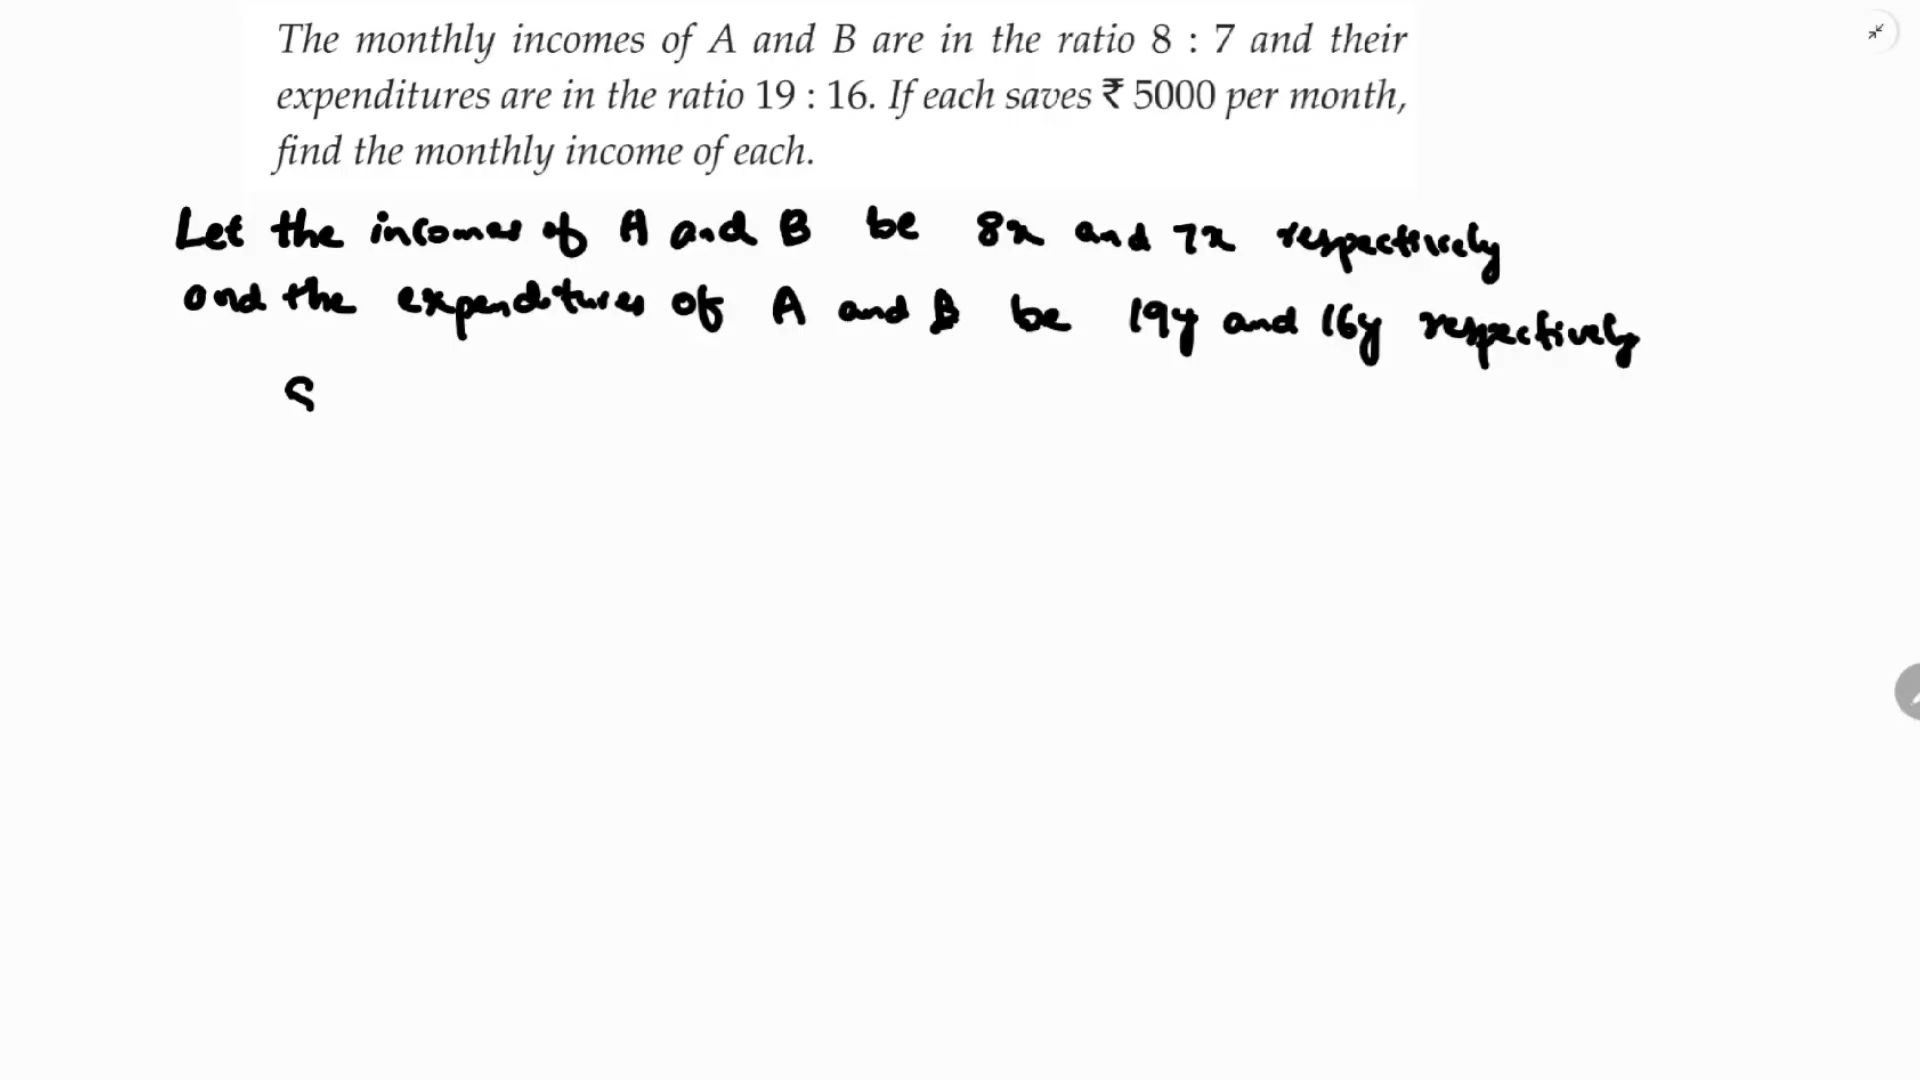 The monthly incomes of A and B are in the ratio 8 : 7 and their
expenditures are in the ratio 19 : 16. If each saves ₹ 5000 per month,
find the monthly income of each.
Let the incomes of A and B be 8x and 7x respectively
and the expenditures of A and B be 19y and 16y respectively
S